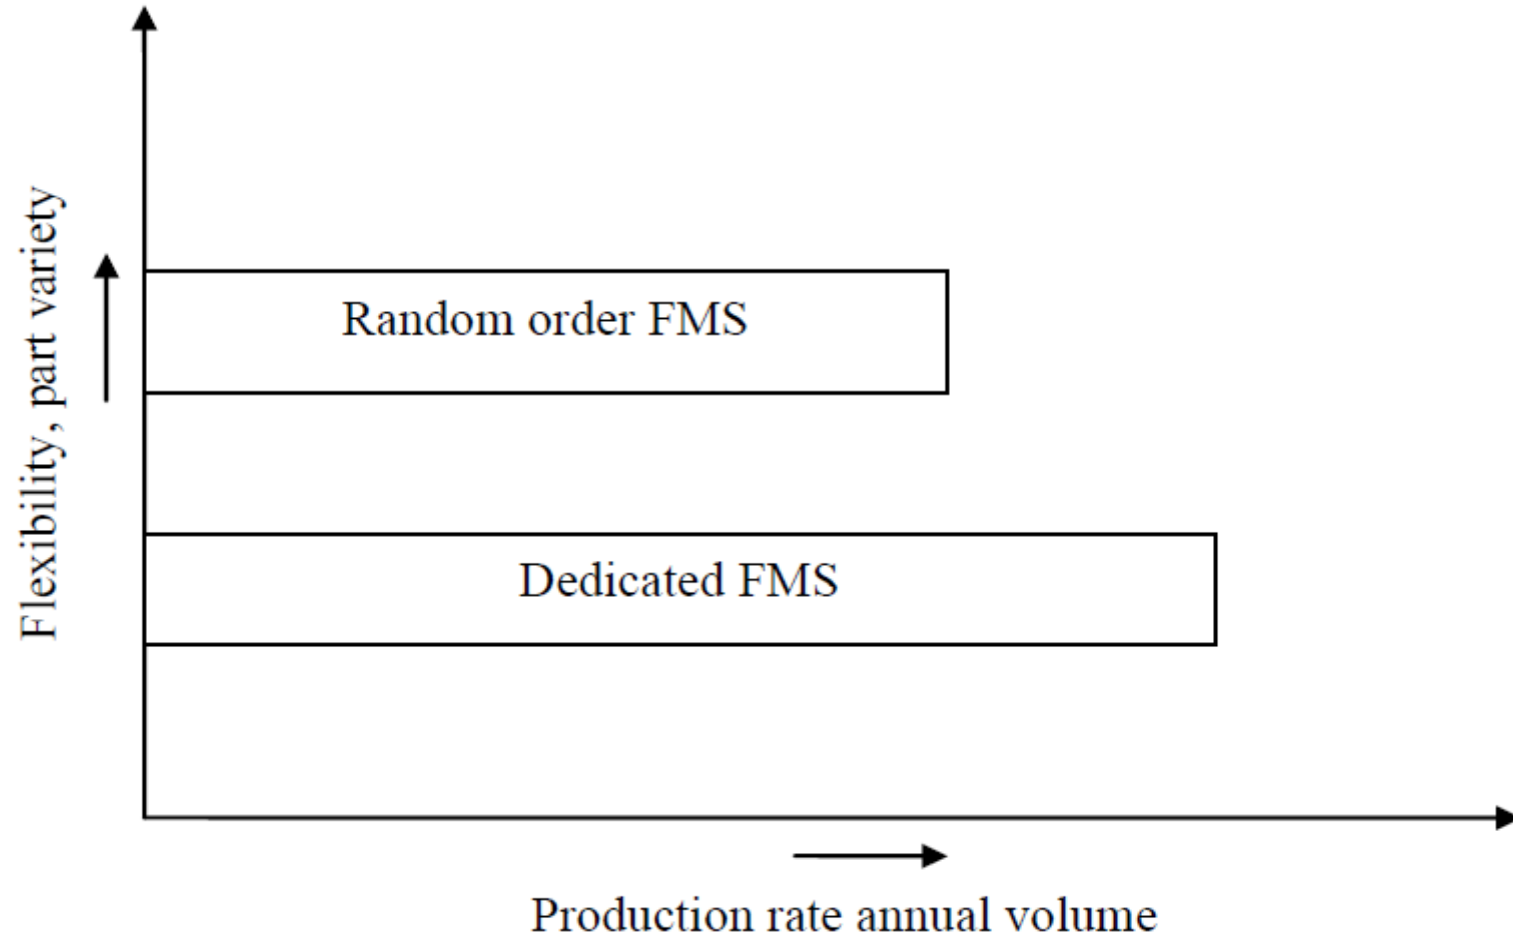 Flexibility, part variety
Random order FMS
Dedicated FMS
Production rate annual volume